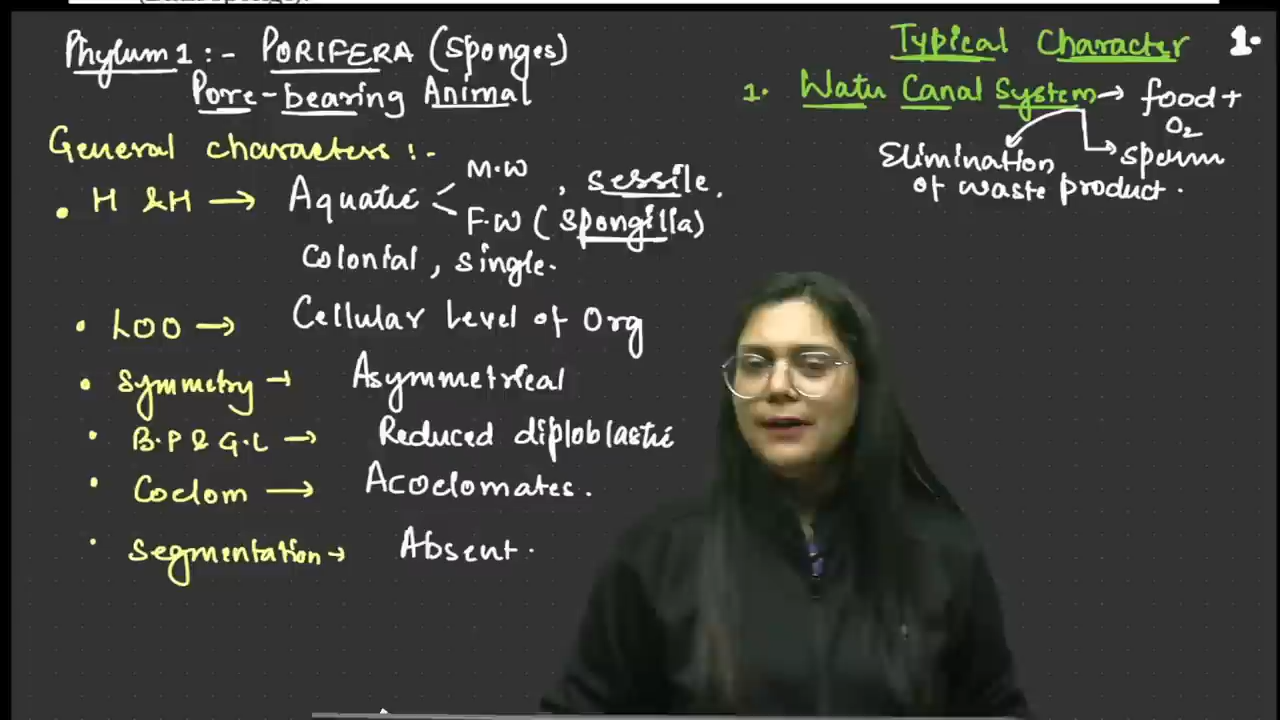 Phylum 1 :- PORIFERA (Sponges)
Pore-bearing Animal
General characters :-
• H & H → Aquatic M.W, sessile.
F.W (Spongilla)
Colonial, single.
• LOO → Cellular Level of Org
• Symmetry → Asymmetrical
• B.P & G.L → Reduced diploblastic
• Coelom → Acoelomates.
• Segmentation → Absent.
Typical Character 1.
1. Water Canal System → food +
O2
→ sperm
Elimination
of waste product.